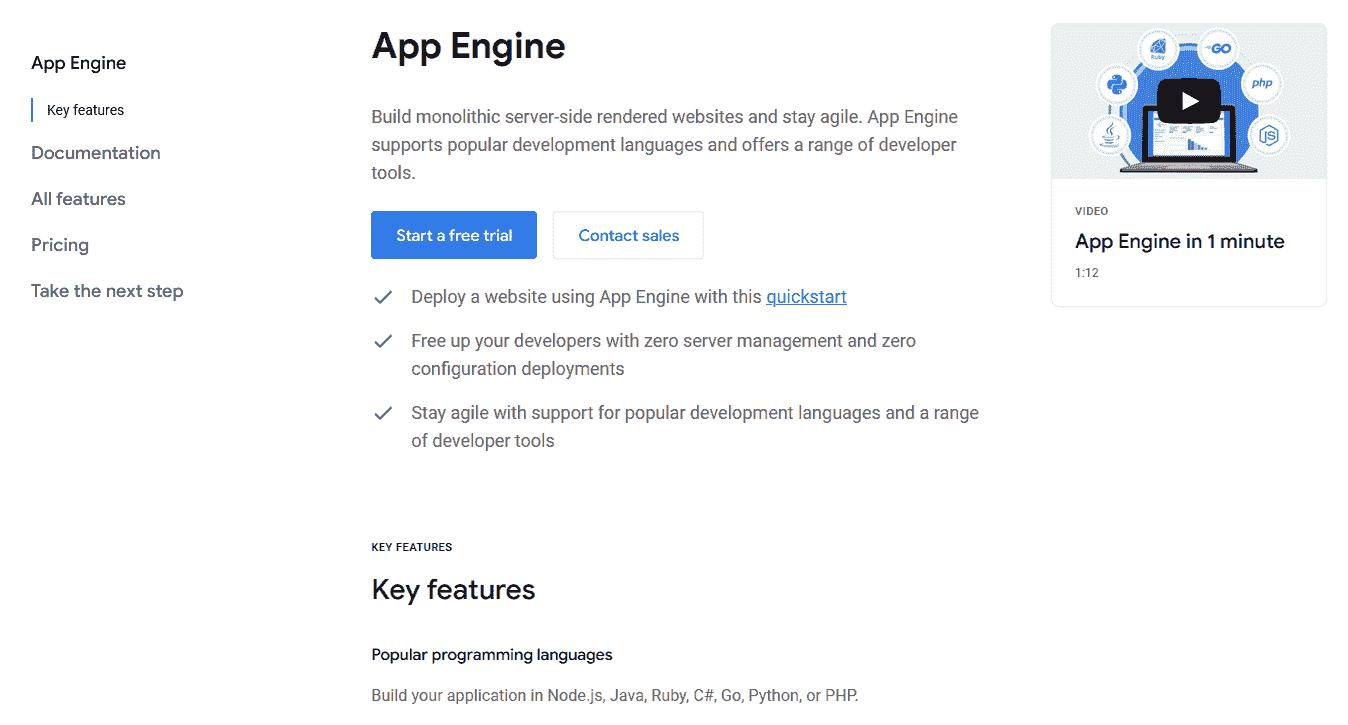 App Engine
Key features
Documentation
All features
Pricing
Take the next step
App Engine
Build monolithic server-side rendered websites and stay agile. App Engine
supports popular development languages and offers a range of developer
tools.
Start a free trial
Contact sales
Deploy a website using App Engine with this quickstart
Free up your developers with zero server management and zero
configuration deployments
Stay agile with support for popular development languages and a range
of developer tools
KEY FEATURES
Key features
Popular programming languages
Build your application in Node.js, Java, Ruby, C#, Go, Python, or PHP.
Ruby
GO
php
Java
JS
VIDEO
App Engine in 1 minute
1:12